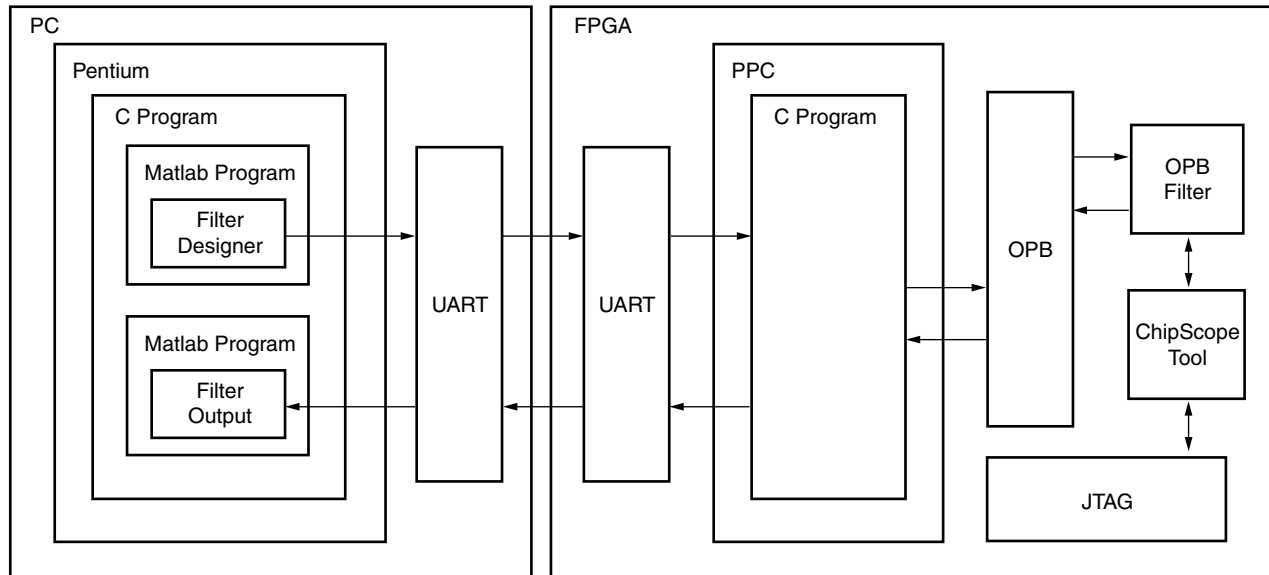 PC
Pentium
C Program
Matlab Program
Filter
Designer
Matlab Program
Filter
Output
UART
FPGA
UART
PPC
C Program
OPB
OPB
Filter
ChipScope
Tool
JTAG